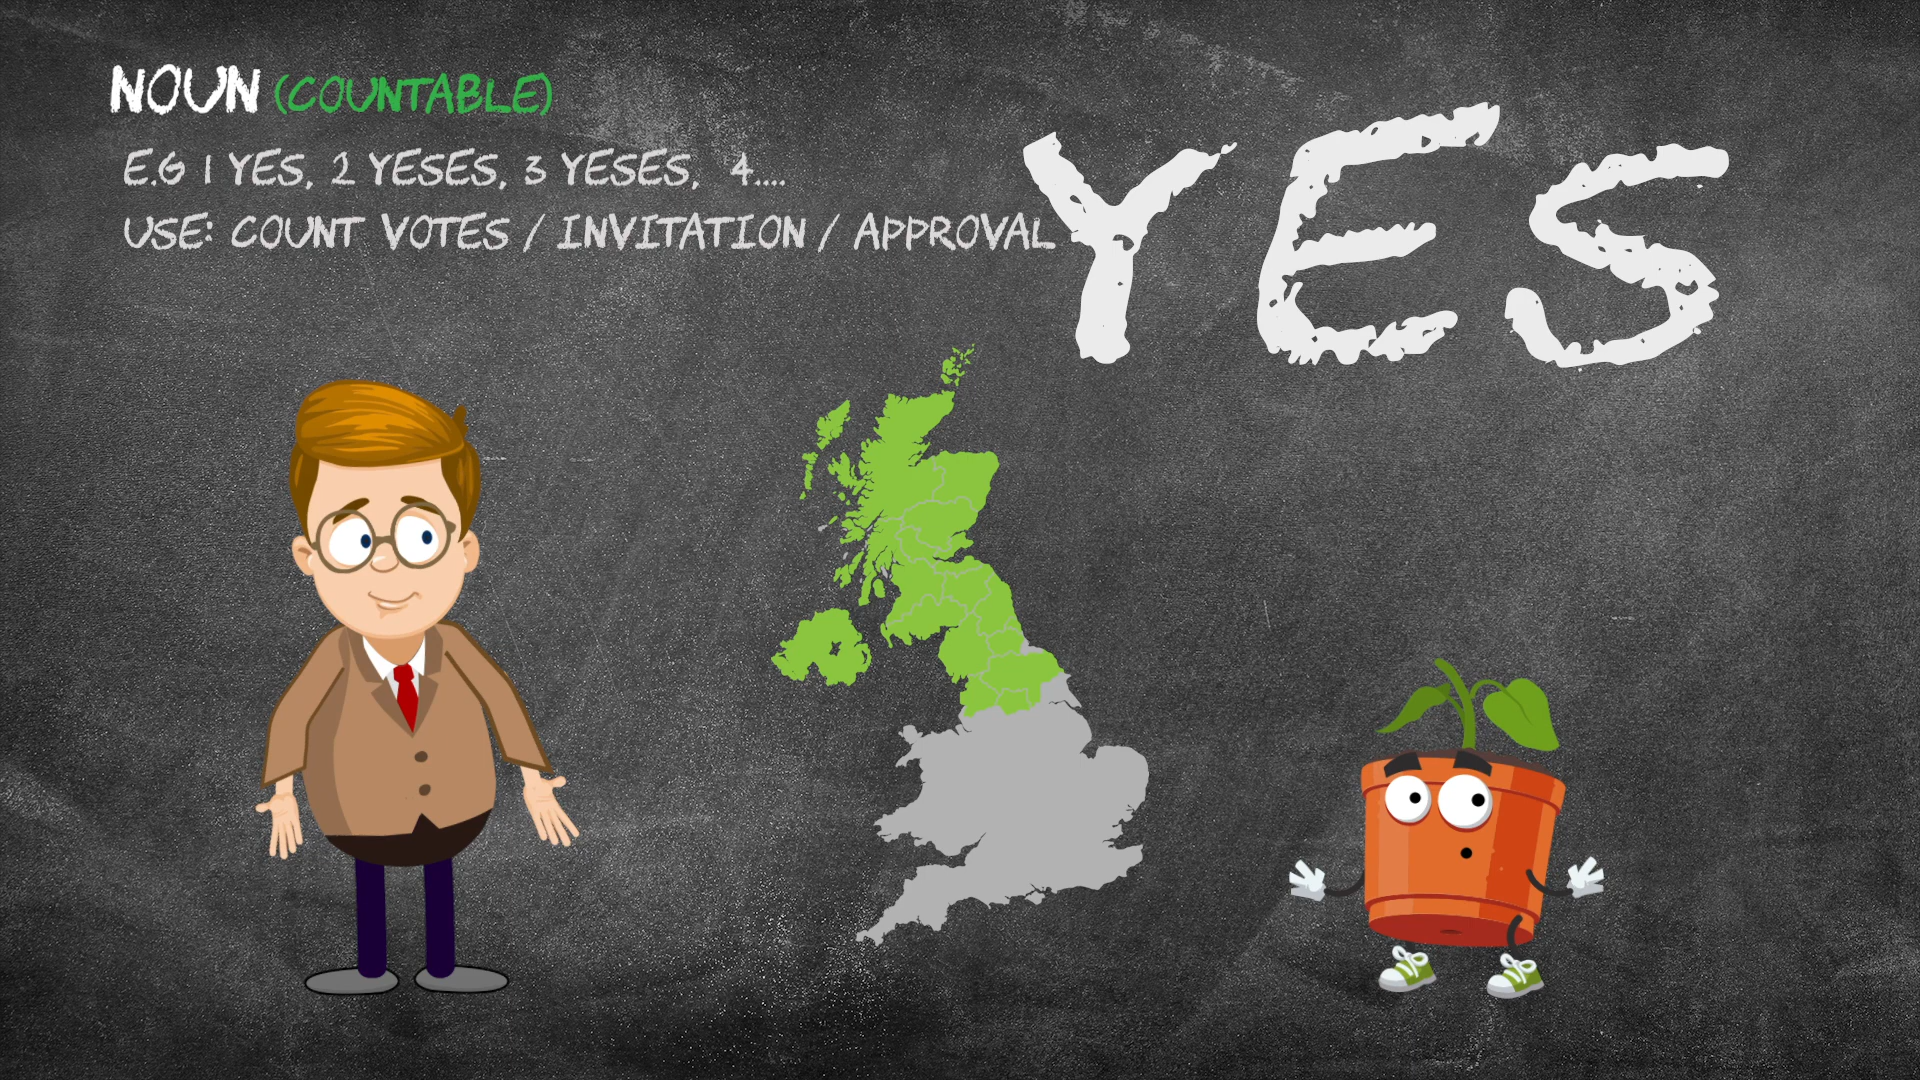 NOUN (COUNTABLE)
E.G 1 YES, 2 YESES, 3 YESES, 4....
USE: COUNT VOTES / INVITATION / APPROVAL
YES